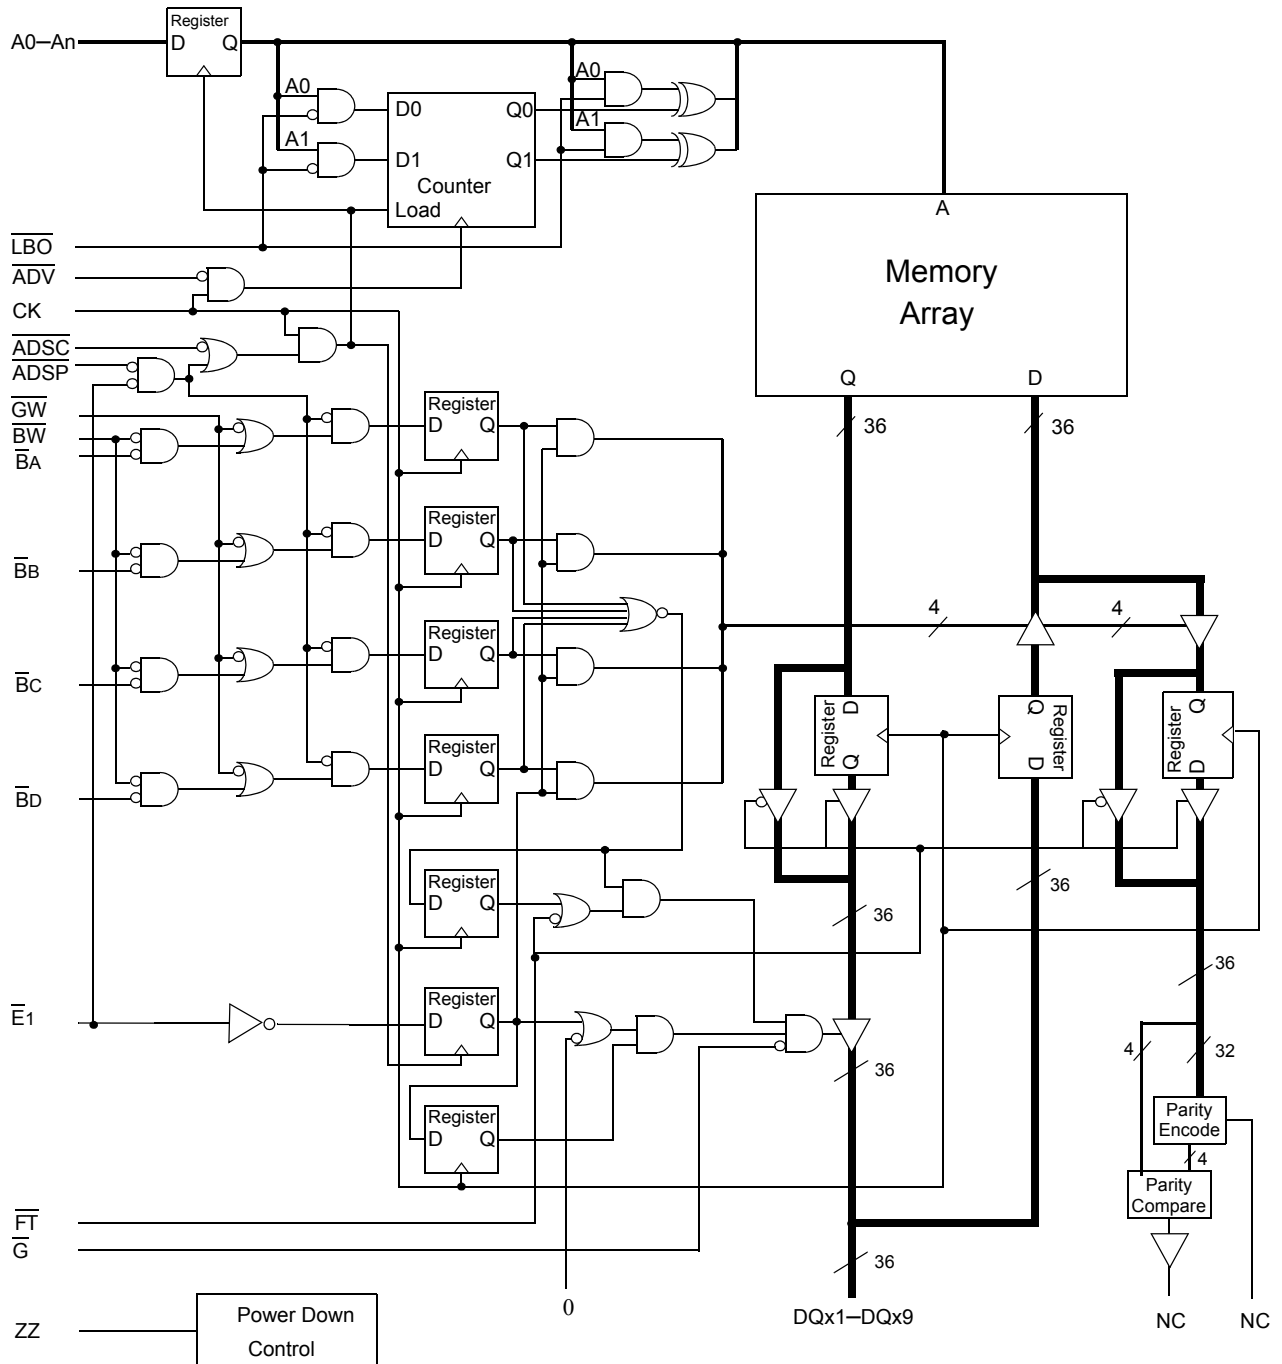 Register
A0–An
D Q
A0
A0
D0
Q0
A1
A1
D1
Q1
Counter
Load
A
LBO
ADV
CK
ADSC
ADSP
GW
BW
BA
BB
BC
BD
Memory
Array
Q
D
36
36
Register
D Q
Register
D Q
Register
D Q
Register
D Q
4
4
Register
D
Q
Register
Q
D
Register
Q
D
36
36
36
Register
D Q
E1
Register
D Q
36
4
32
Register
D Q
Parity
Encode
4
Parity
Compare
FT
G
36
0
DQx1–DQx9
NC
NC
ZZ
Power Down
Control